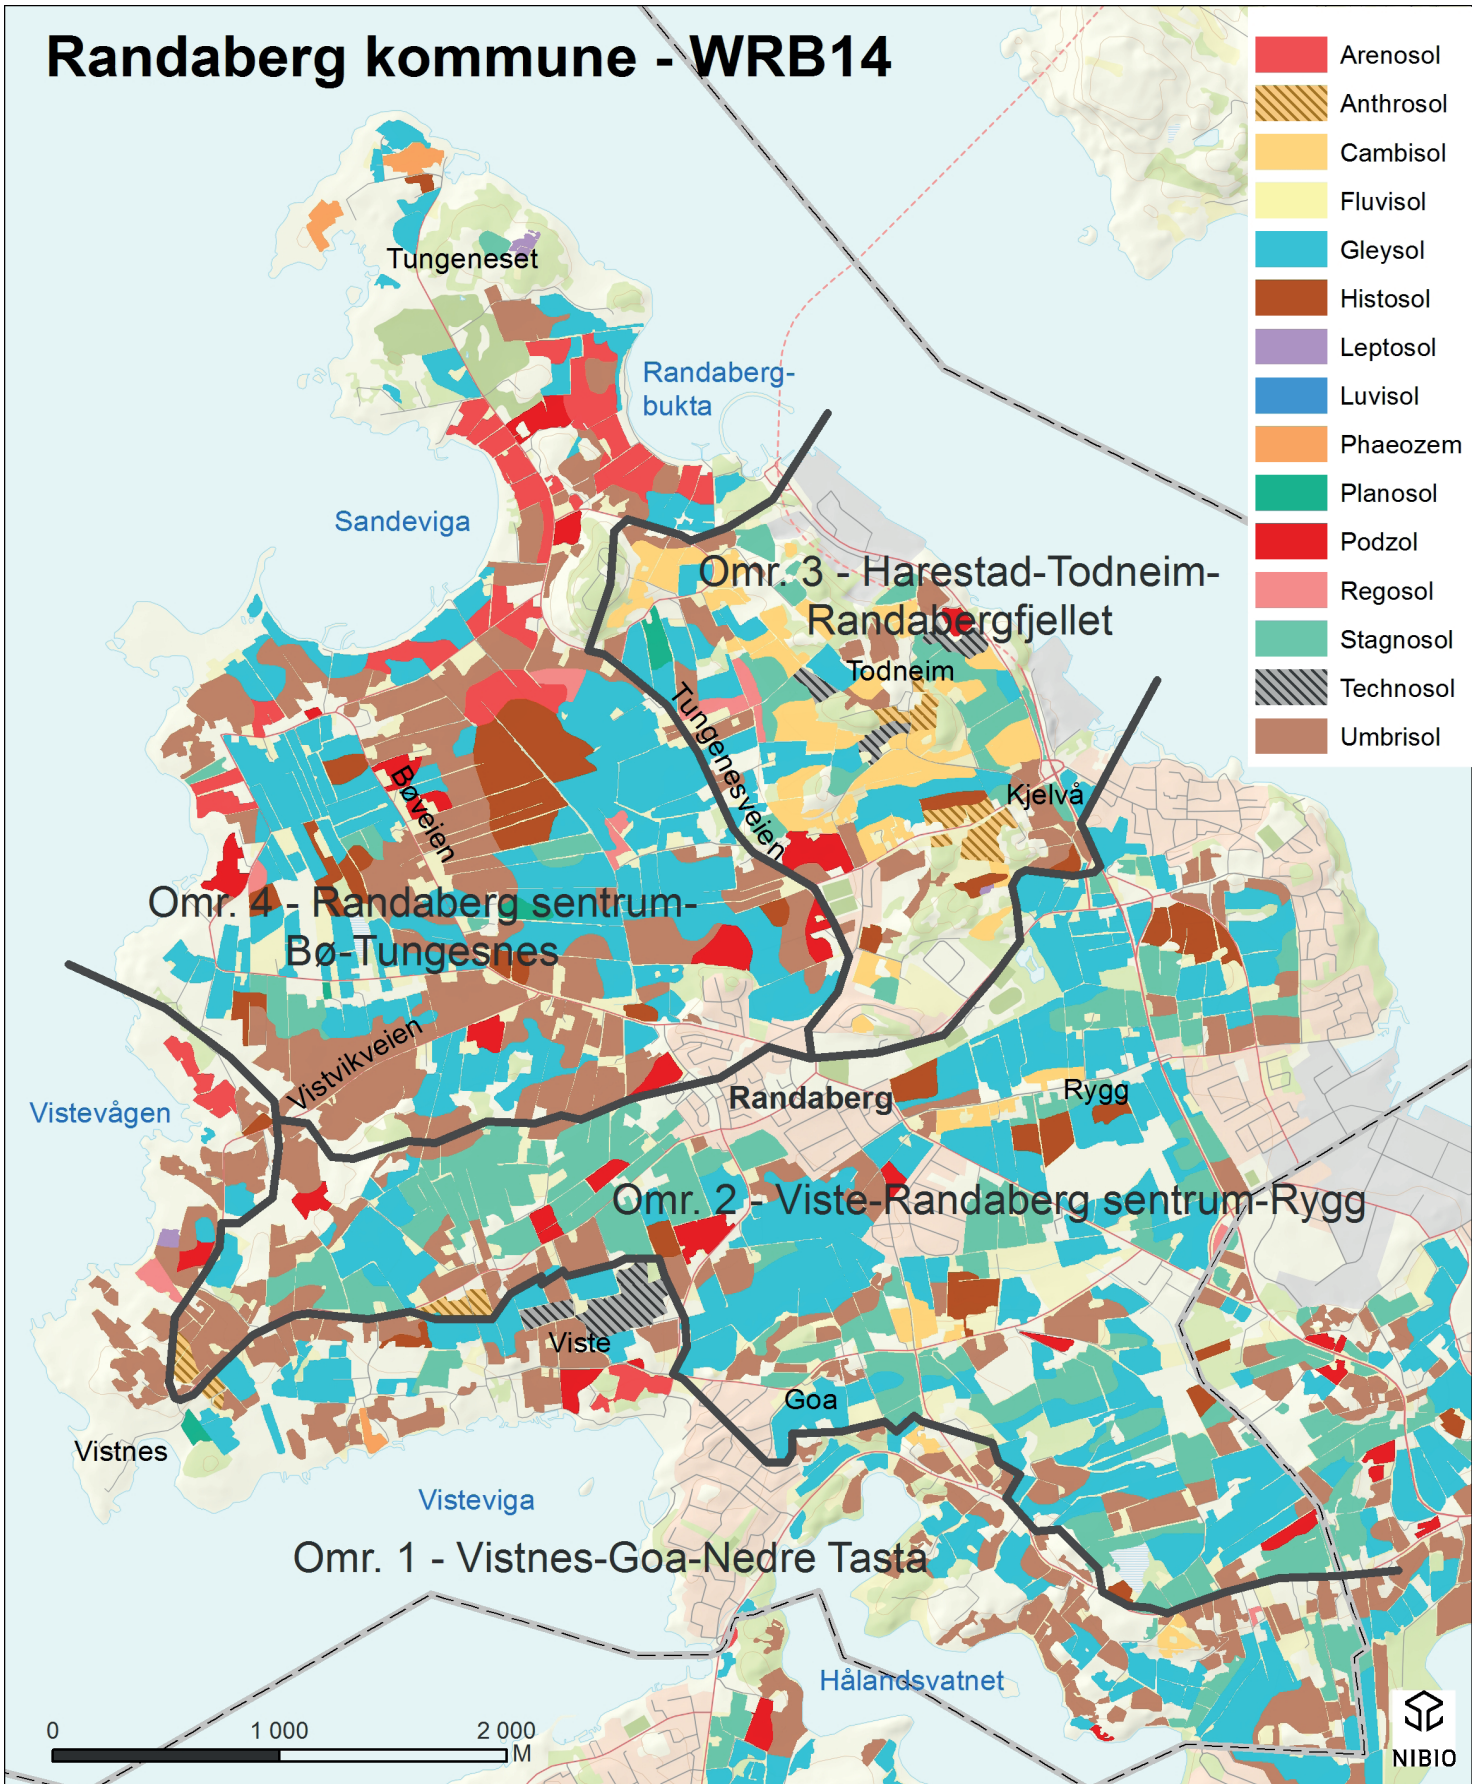 Randaberg kommune - WRB14
Arenosol
Anthrosol
Cambisol
Fluvisol
Gleysol
Histosol
Leptosol
Luvisol
Phaeozem
Planosol
Podzol
Regosol
Stagnosol
Technosol
Umbrisol
Tungeneset
Randaberg-
bukta
Sandeviga
Omr. 3 - Harestad-Todneim-
Randabergfjellet
Todneim
Tungenesveien
Bøveien
Kjelvå
Omr. 4 - Randaberg sentrum-
Bø-Tungesnes
Vistvikveien
Vistevågen
Randaberg
Rygg
Omr. 2 - Viste-Randaberg sentrum-Rygg
Viste
Goa
Vistnes
Visteviga
Omr. 1 - Vistnes-Goa-Nedre Tasta
Hålandsvatnet
0 1 000 2 000
M
NIBIO